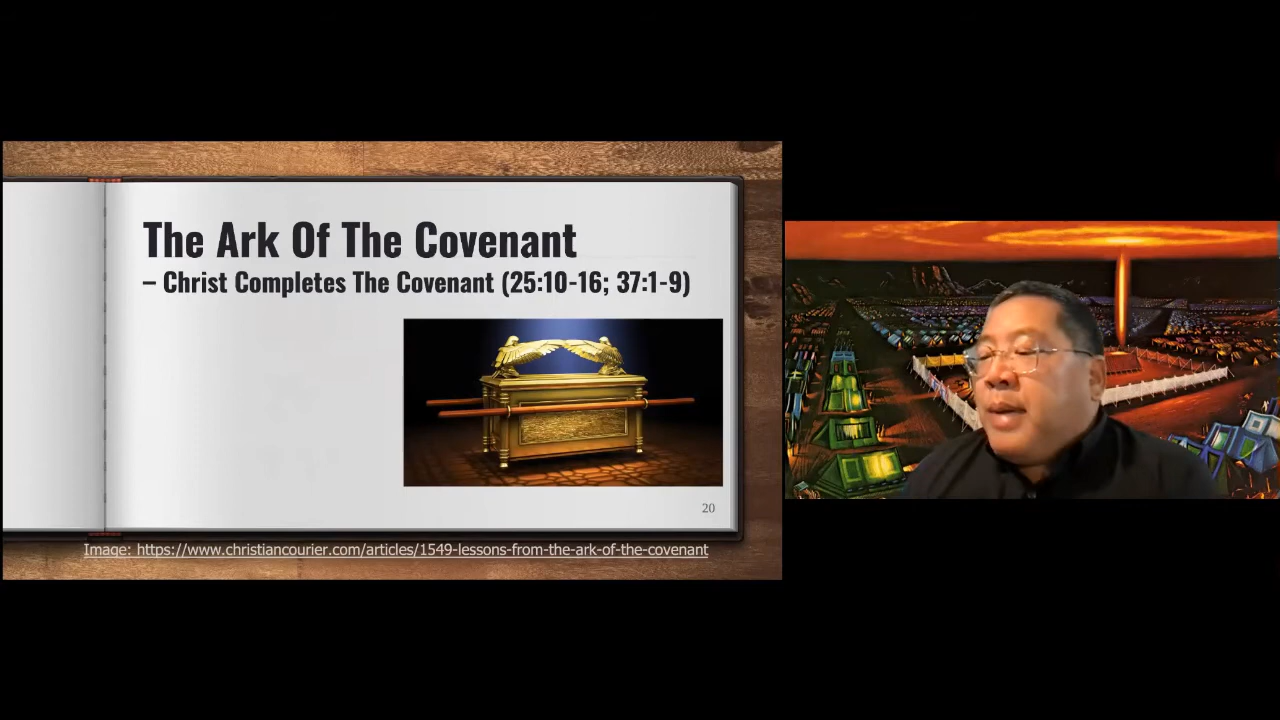 The Ark Of The Covenant
– Christ Completes The Covenant (25:10-16; 37:1-9)
20
Image: https://www.christiancourier.com/articles/1549-lessons-from-the-ark-of-the-covenant